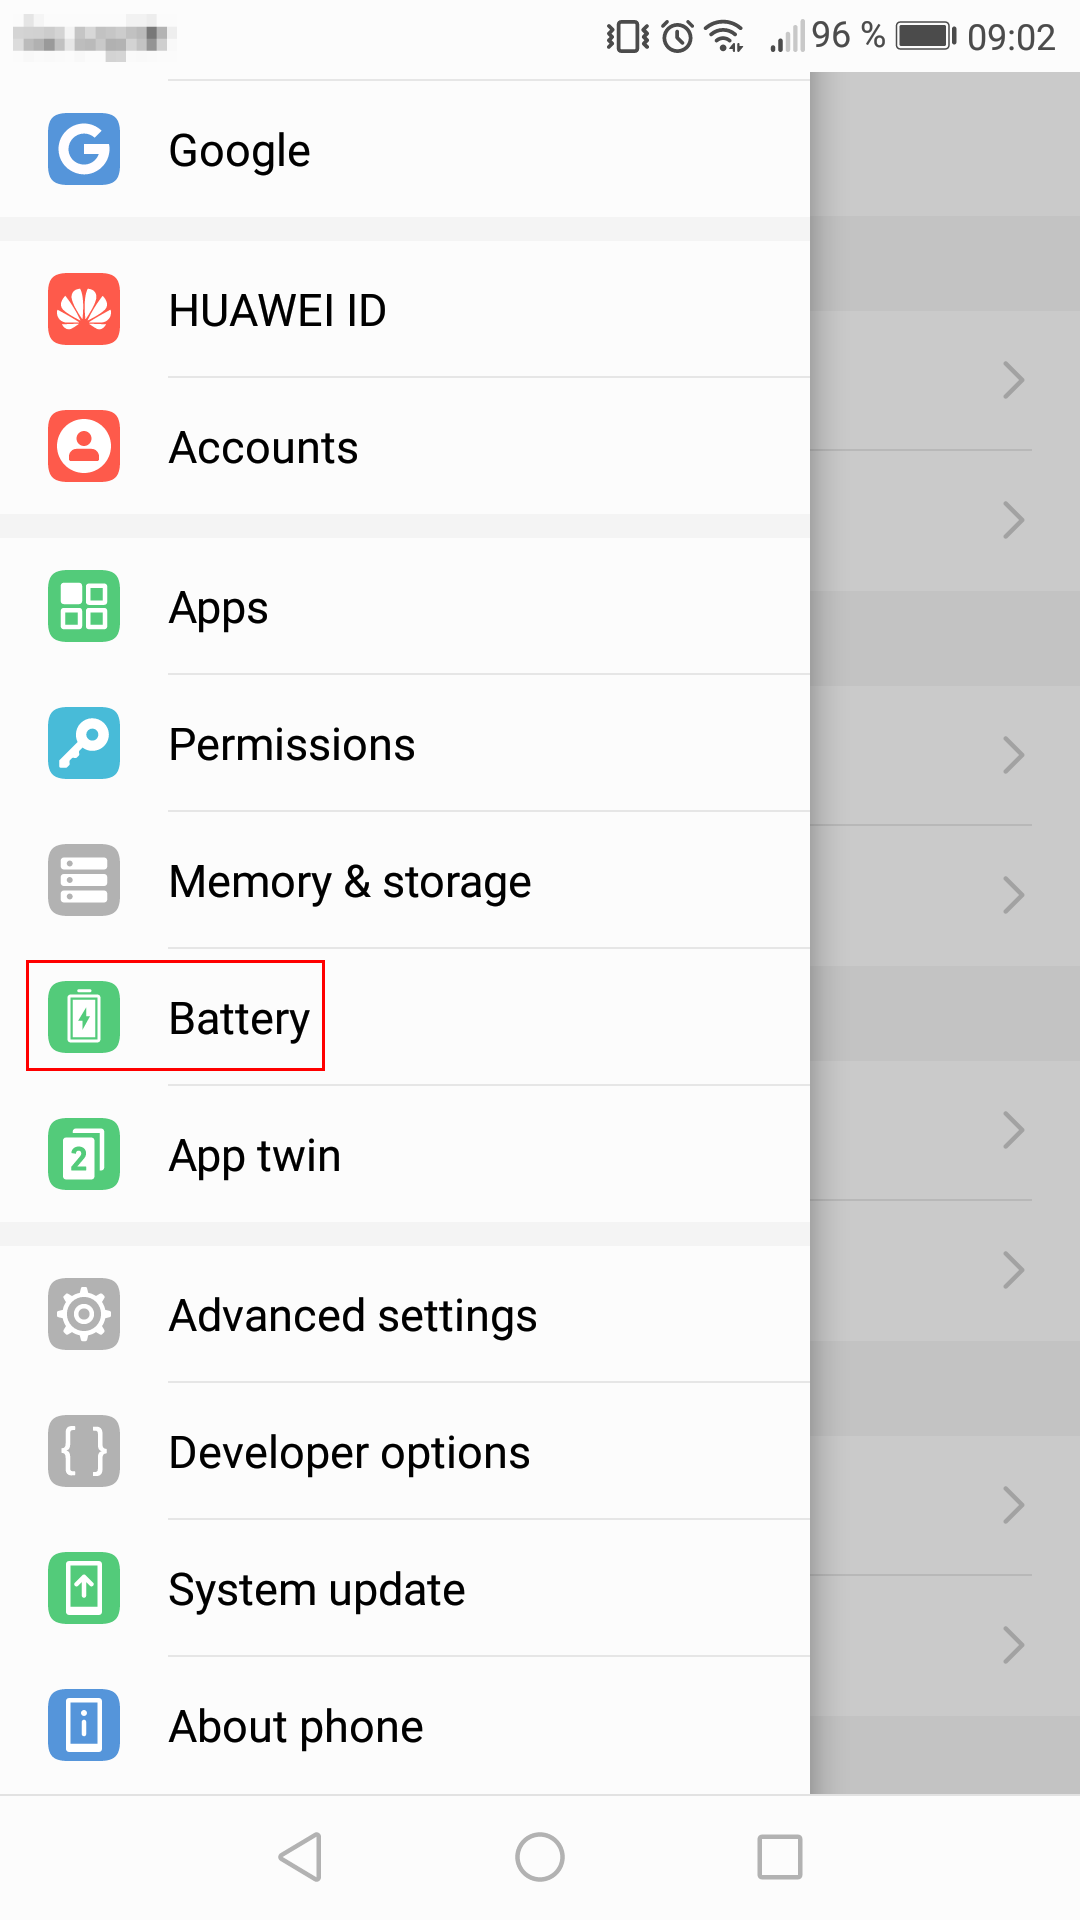 96 % 09:02
Google
HUAWEI ID
Accounts
Apps
Permissions
Memory & storage
Battery
2 App twin
Advanced settings
Developer options
System update
About phone